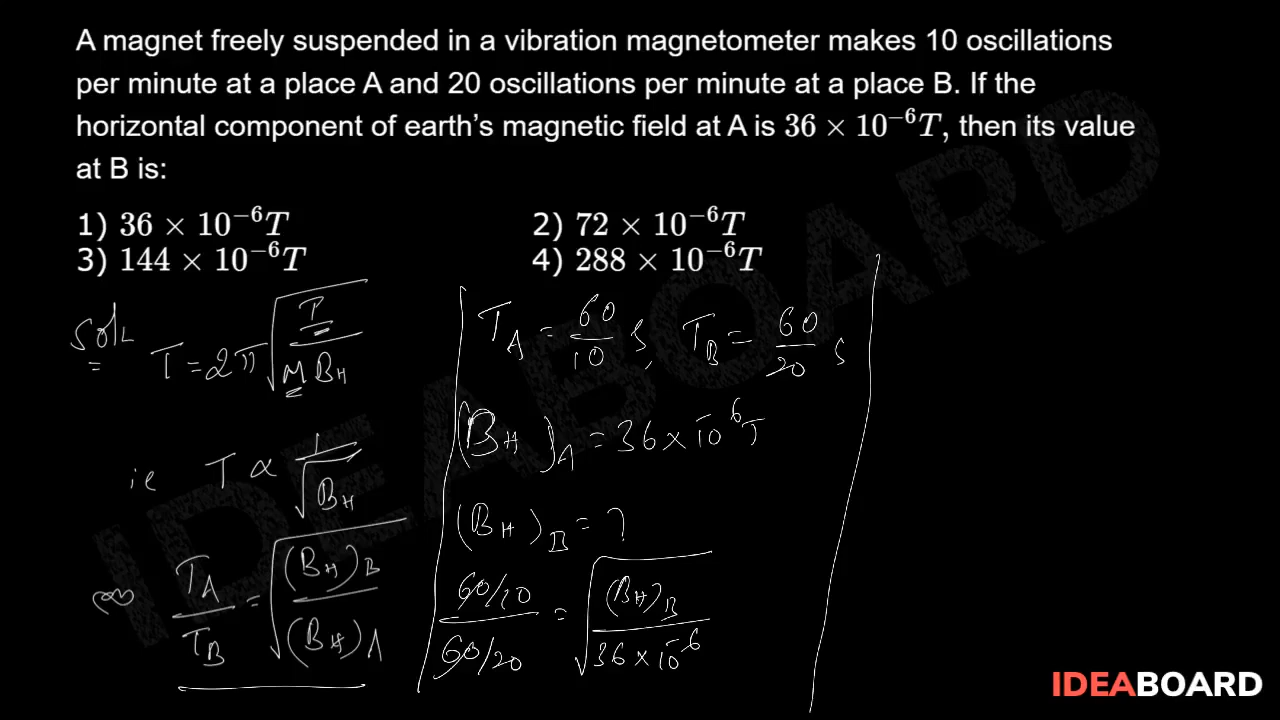 A magnet freely suspended in a vibration magnetometer makes 10 oscillations
per minute at a place A and 20 oscillations per minute at a place B. If the
horizontal component of earth's magnetic field at A is 36 × 10⁻⁶T, then its value
at B is:
1) 36 × 10⁻⁶T 2) 72 × 10⁻⁶T
3) 144 × 10⁻⁶T 4) 288 × 10⁻⁶T
Sol:
T = 2π √(I / M B_H)
ie T ∝ 1/√B_H
T_A / T_B = √((B_H)_B / (B_H)_A)
T_A = 60/10 s, T_B = 60/20 s
(B_H)_A = 36 × 10⁻⁶ T
(B_H)_B = ?
(60/10) / (60/20) = √((B_H)_B / 36 × 10⁻⁶)
IDEABOARD
IDEABOARD